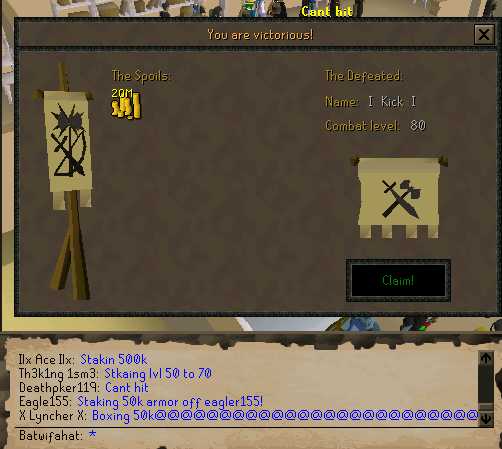 Cant hit
You are victorious!
The Spoils:
20M
The Defeated:
Name: I Kick I
Combat level: 80
Claim!
IIx Ace IIx: Stakin 500k
Th3k1ng 1sm3: Stkaing lvl 50 to 70
Deathpker119: Cant hit
Eagle155: Staking 50k armor off eagler155!
X Lyncher X: Boxing 50k@@@@@@@@@@@@@@@@@@@@@@@@@
Batwifahat: *